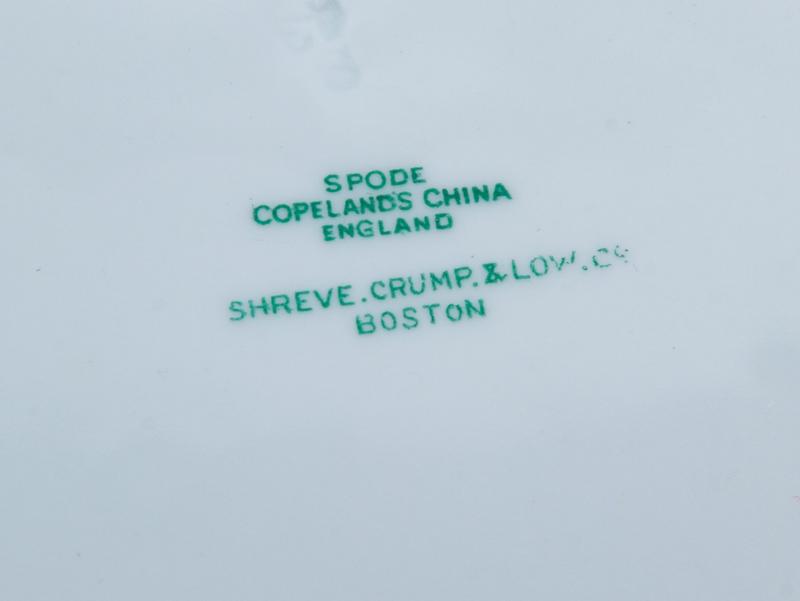 SPODE
COPELANDS CHINA
ENGLAND
SHREVE.CRUMP.&LOW.Co
BOSTON